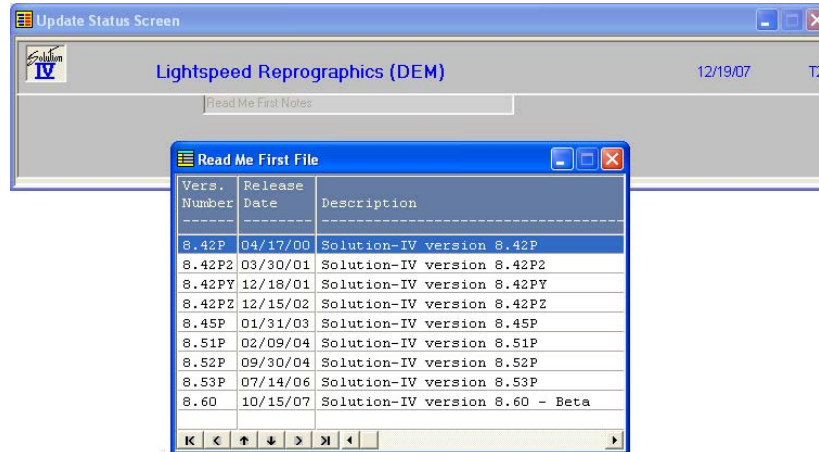 Update Status Screen
Solution
IV
Lightspeed Reprographics (DEM)
12/19/07
Read Me First Notes
Read Me First File
Vers. Release
Number Date Description
------ -------- ----------------------------------
8.42P 04/17/00 Solution-IV version 8.42P
8.42P2 03/30/01 Solution-IV version 8.42P2
8.42PY 12/18/01 Solution-IV version 8.42PY
8.42PZ 12/15/02 Solution-IV version 8.42PZ
8.45P 01/31/03 Solution-IV version 8.45P
8.51P 02/09/04 Solution-IV version 8.51P
8.52P 09/30/04 Solution-IV version 8.52P
8.53P 07/14/06 Solution-IV version 8.53P
8.60 10/15/07 Solution-IV version 8.60 - Beta